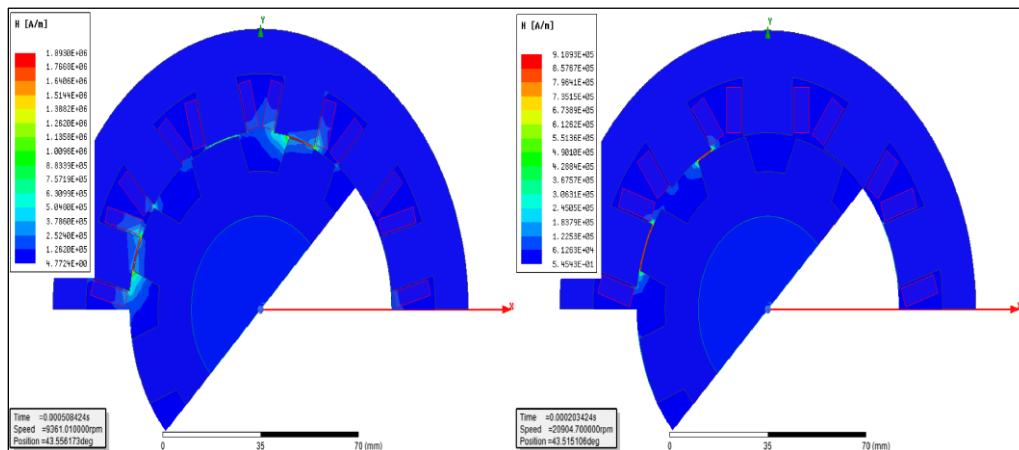 H [A/m]
1.8930E+06
1.7668E+06
1.6406E+06
1.5144E+06
1.3882E+06
1.2620E+06
1.1358E+06
1.0096E+06
8.8339E+05
7.5719E+05
6.3099E+05
5.0480E+05
3.7860E+05
2.5240E+05
1.2620E+05
4.7724E+00
Y
X
Time =0.000508424s
Speed =9361.010000rpm
Position =43.556173deg
0 35 70 (mm)
H [A/m]
9.1893E+05
8.5767E+05
7.9641E+05
7.3515E+05
6.7389E+05
6.1262E+05
5.5136E+05
4.9010E+05
4.2884E+05
3.6757E+05
3.0631E+05
2.4505E+05
1.8379E+05
1.2253E+05
6.1263E+04
5.4543E-01
Y
Time =0.000203424s
Speed =20904.700000rpm
Position =43.515106deg
0 35 70 (mm)